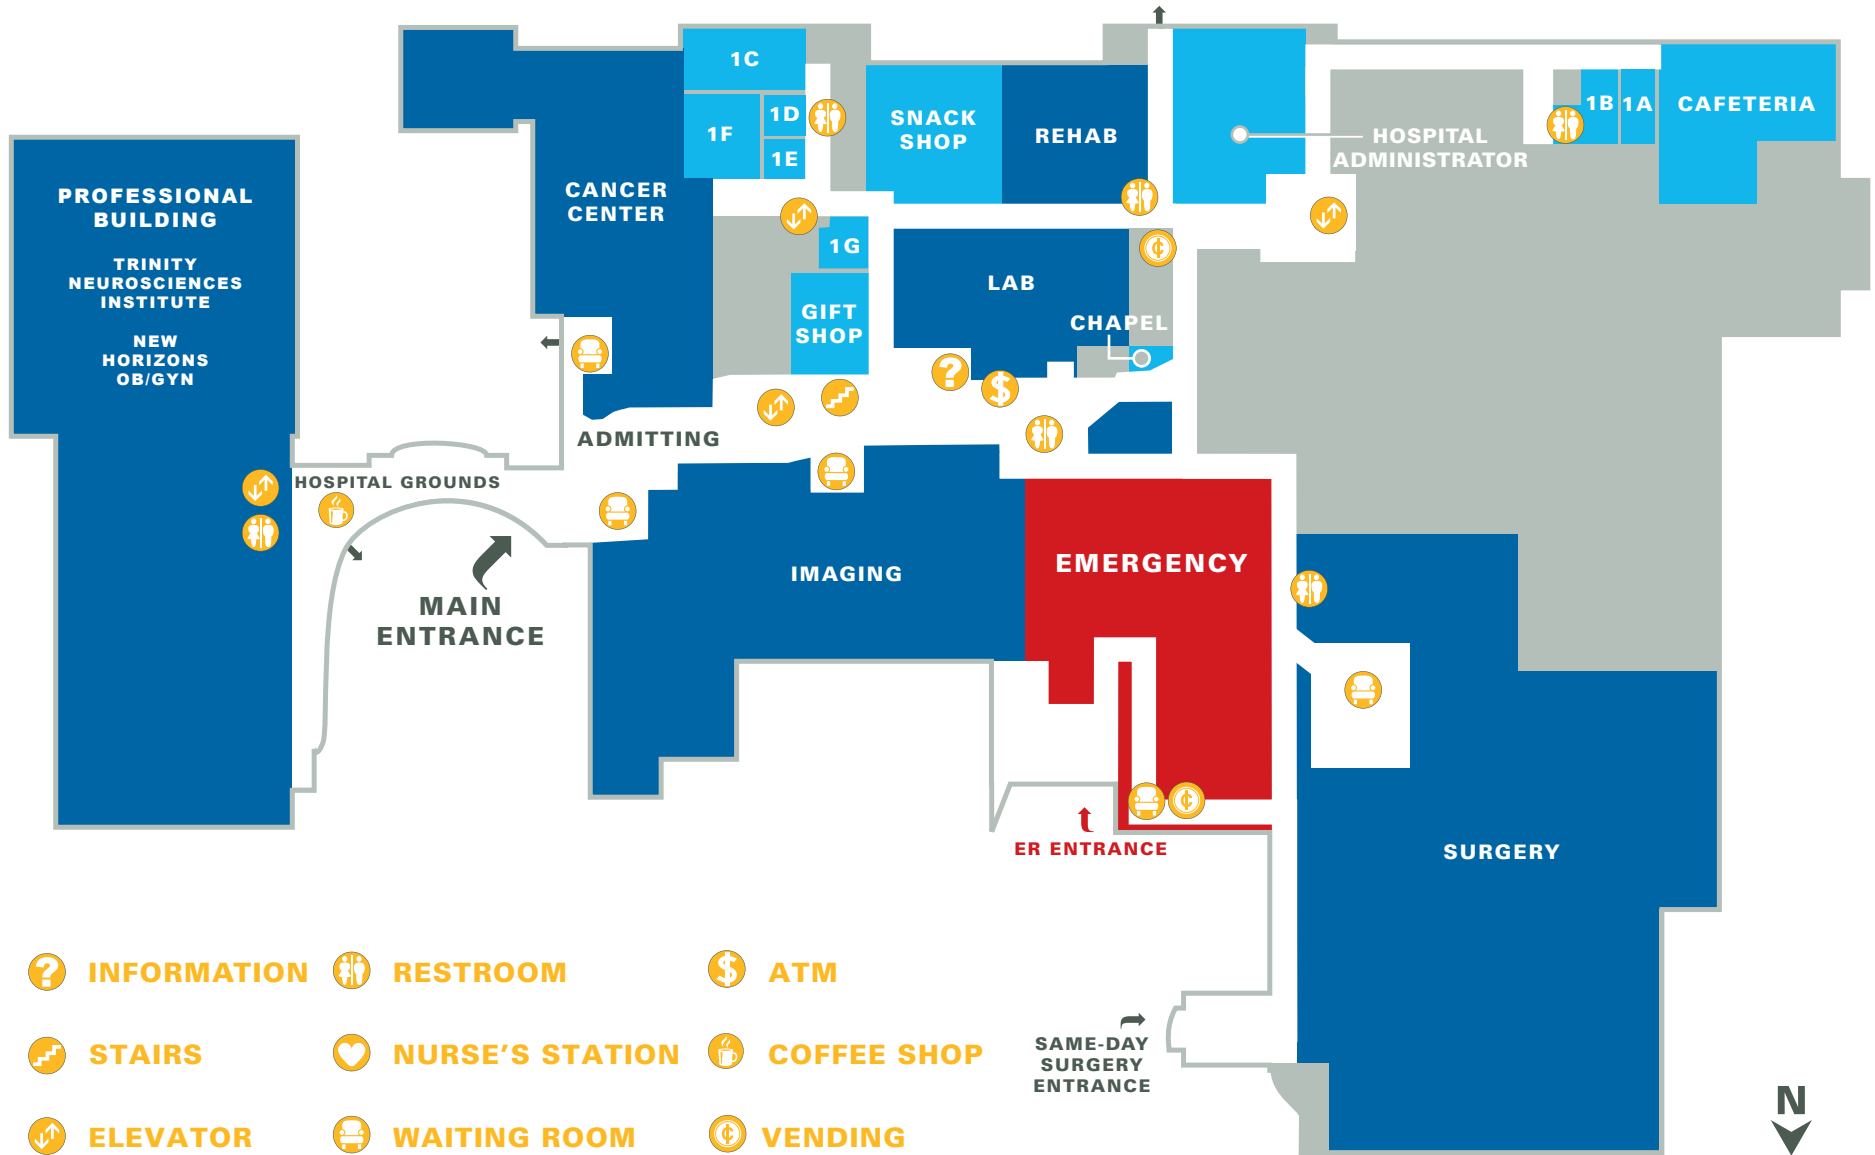 1C
1D
1F
1E
SNACK
SHOP
REHAB
HOSPITAL
ADMINISTRATOR
1B
1A
CAFETERIA
PROFESSIONAL
BUILDING
TRINITY
NEUROSCIENCES
INSTITUTE
NEW
HORIZONS
OB/GYN
CANCER
CENTER
1G
GIFT
SHOP
LAB
CHAPEL
?
$
¢
ADMITTING
HOSPITAL GROUNDS
MAIN
ENTRANCE
IMAGING
EMERGENCY
¢
ER ENTRANCE
SURGERY
SAME-DAY
SURGERY
ENTRANCE
? INFORMATION
RESTROOM
$ ATM
STAIRS
NURSE'S STATION
COFFEE SHOP
ELEVATOR
WAITING ROOM
¢ VENDING
N